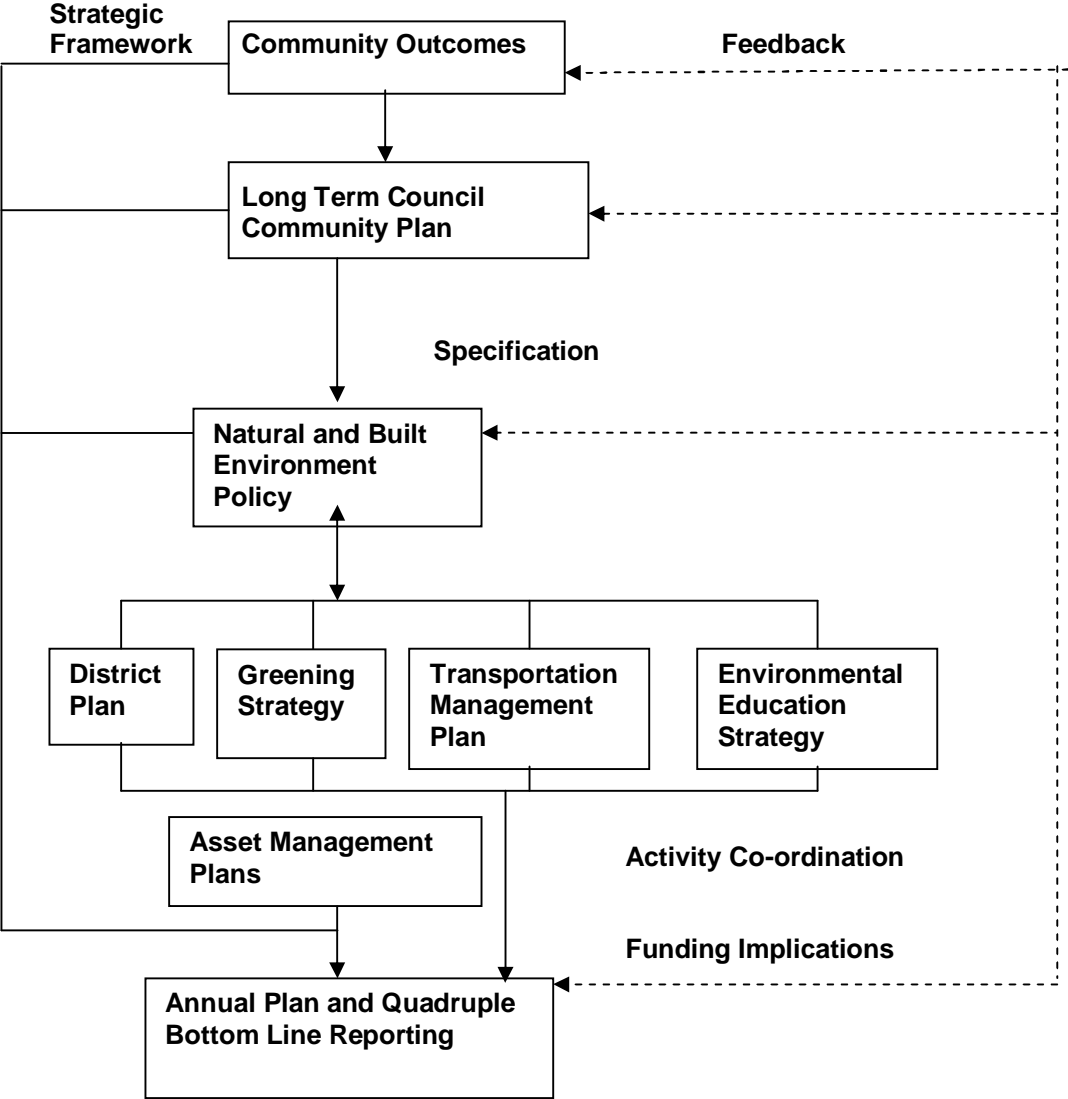 Strategic
Framework
Community Outcomes
Feedback
Long Term Council
Community Plan
Specification
Natural and Built
Environment
Policy
District
Plan
Greening
Strategy
Transportation
Management
Plan
Environmental
Education
Strategy
Asset Management
Plans
Activity Co-ordination
Funding Implications
Annual Plan and Quadruple
Bottom Line Reporting